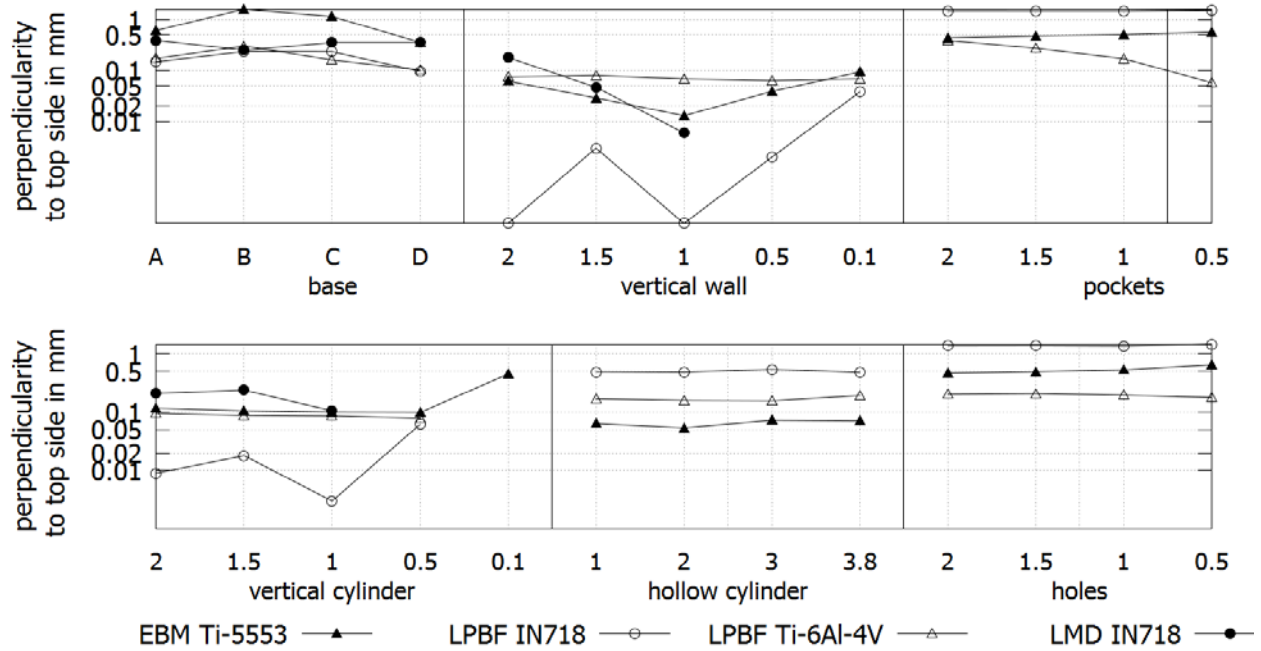 perpendicularity
to top side in mm
1
0.5
0.1
0.05
0.02
0.01
A B C D 2 1.5 1 0.5 0.1 2 1.5 1 0.5
base vertical wall pockets
perpendicularity
to top side in mm
1
0.5
0.1
0.05
0.02
0.01
2 1.5 1 0.5 0.1 1 2 3 3.8 2 1.5 1 0.5
vertical cylinder hollow cylinder holes
EBM Ti-5553 LPBF IN718 LPBF Ti-6Al-4V LMD IN718